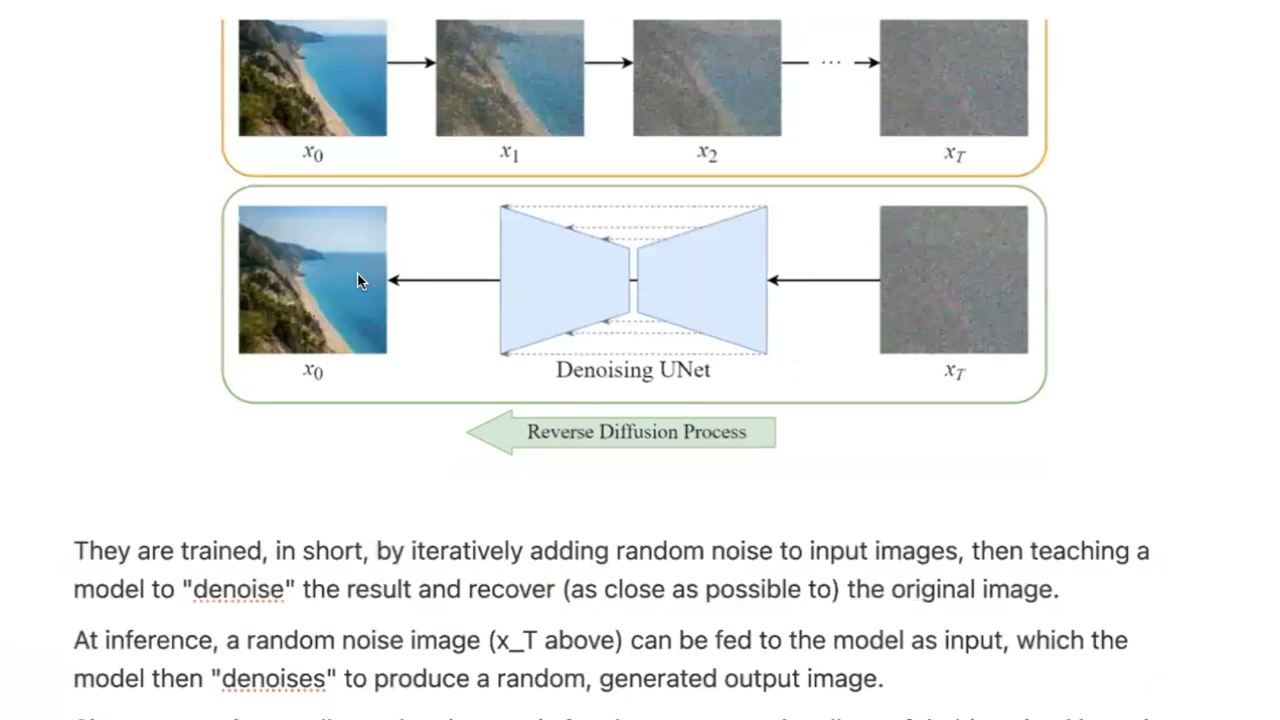 x0 x1 x2 ... xT
x0 Denoising UNet xT
Reverse Diffusion Process
They are trained, in short, by iteratively adding random noise to input images, then teaching a
model to "denoise" the result and recover (as close as possible to) the original image.
At inference, a random noise image (x_T above) can be fed to the model as input, which the
model then "denoises" to produce a random, generated output image.